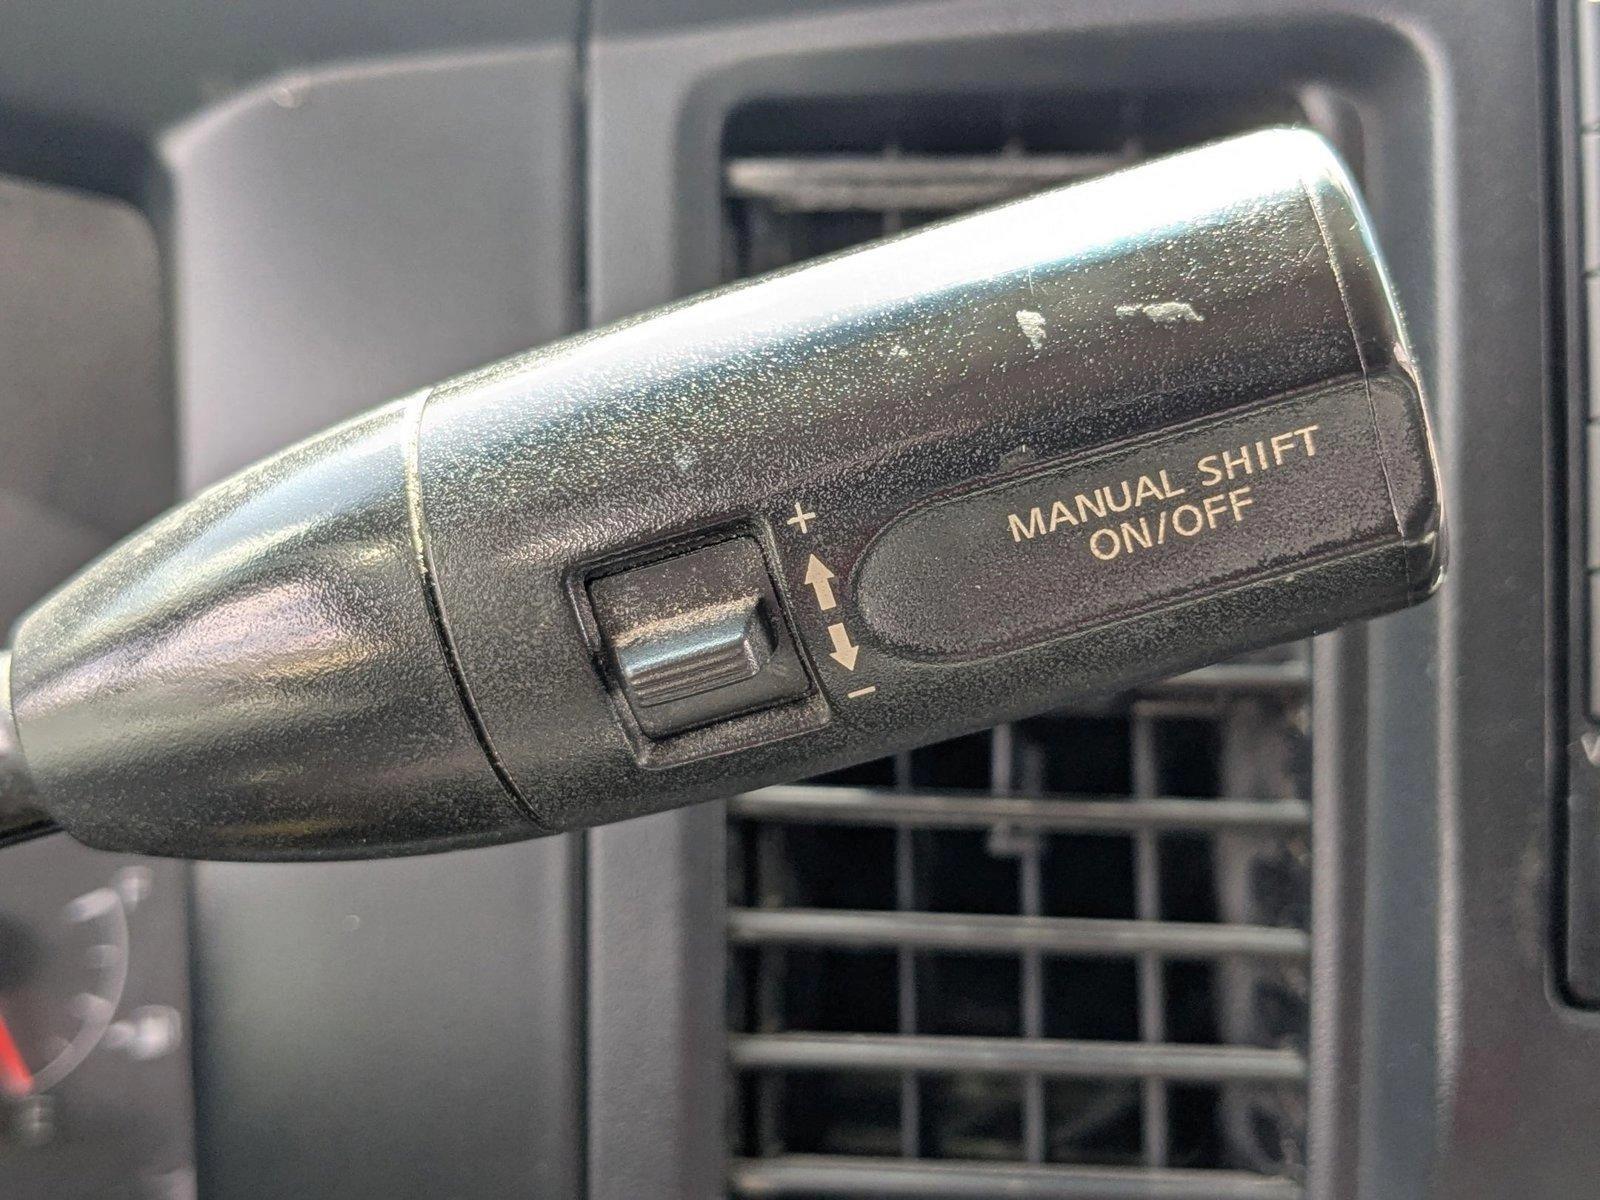 MANUAL SHIFT
ON/OFF
+
−